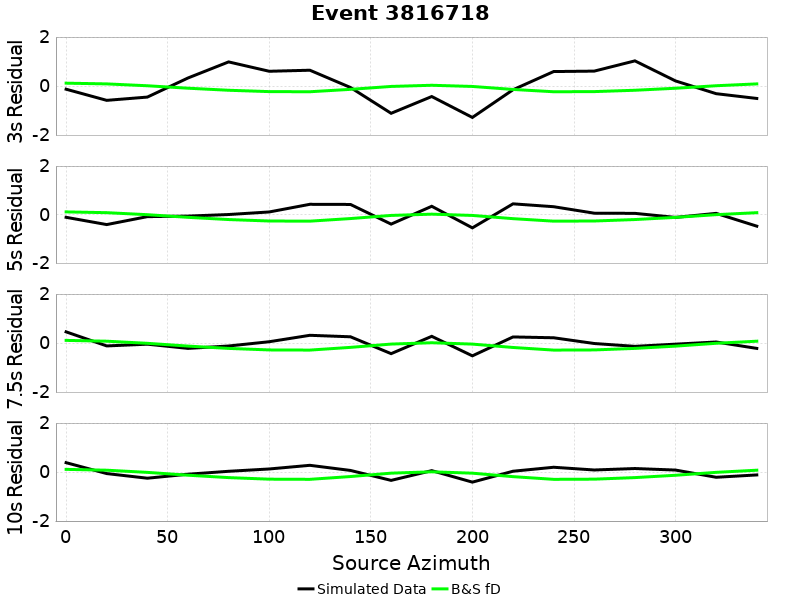 Event 3816718
3s Residual
2
0
-2
5s Residual
2
0
-2
7.5s Residual
2
0
-2
10s Residual
2
0
-2
0 50 100 150 200 250 300
Source Azimuth
Simulated Data B&S fD